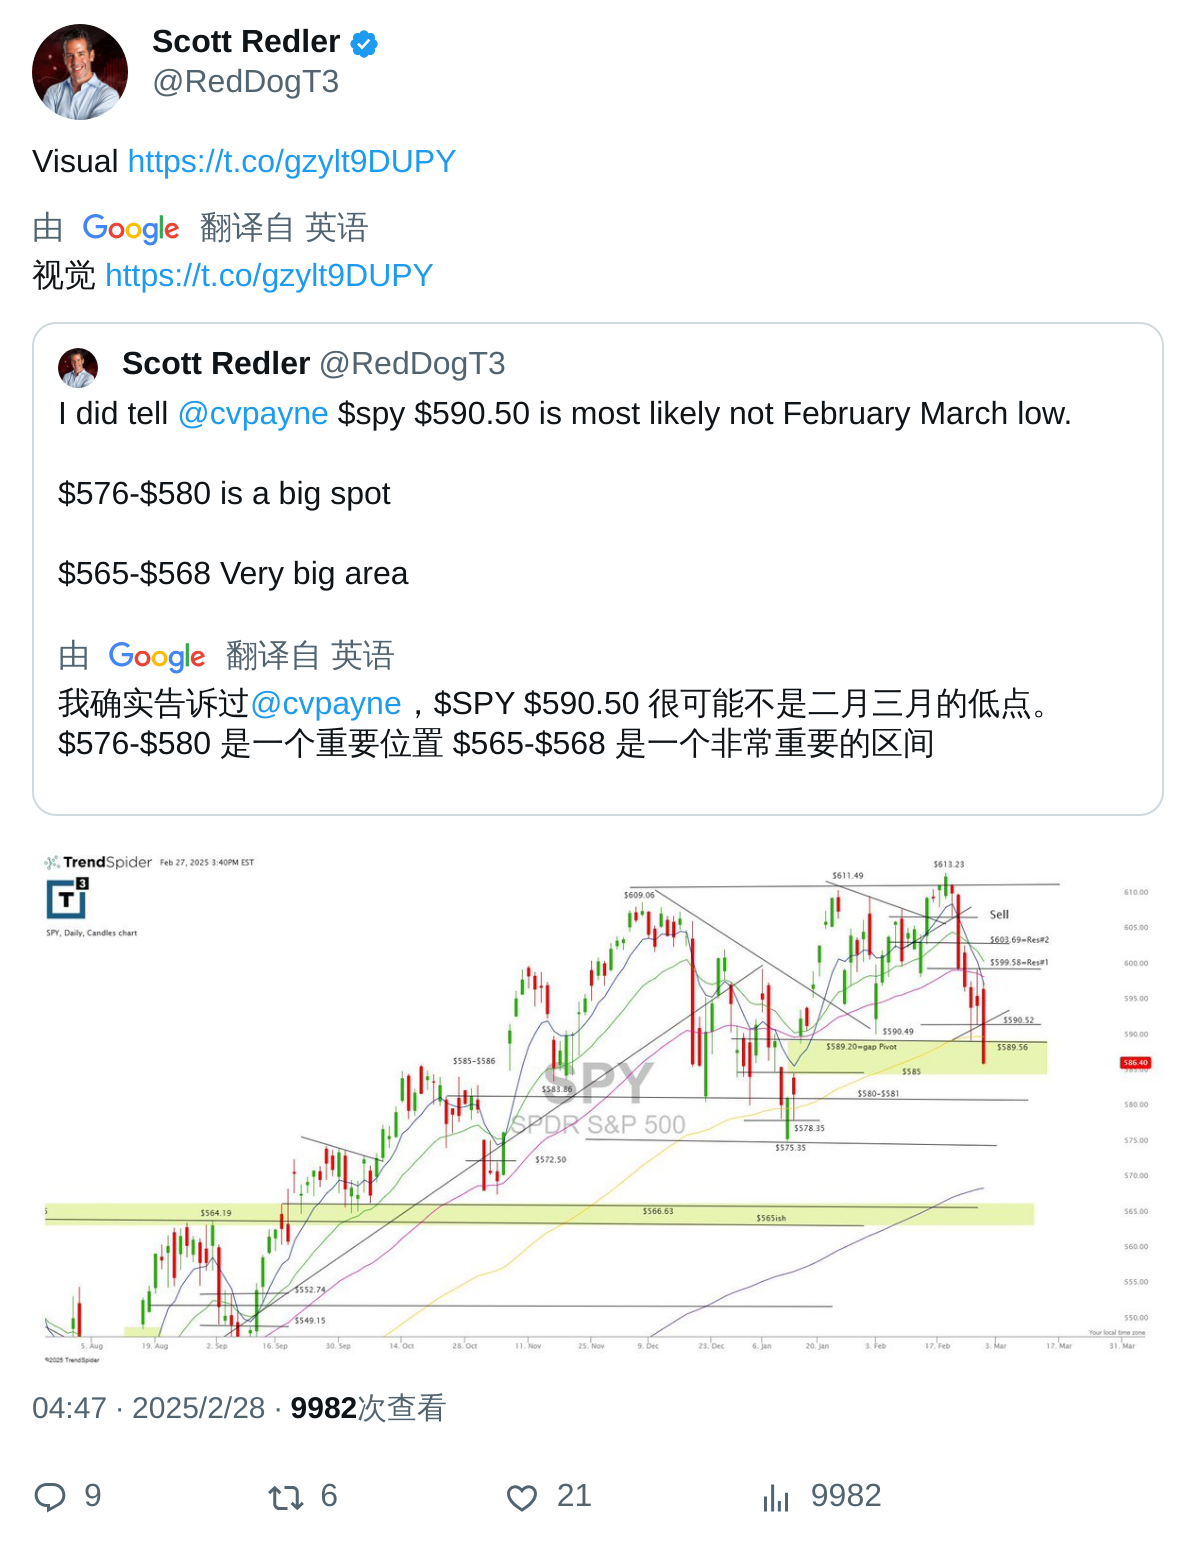 Scott Redler
@RedDogT3
Visual https://t.co/gzylt9DUPY
由 Google 翻译自 英语
视觉 https://t.co/gzylt9DUPY
Scott Redler @RedDogT3
I did tell @cvpayne $spy $590.50 is most likely not February March low.
$576-$580 is a big spot
$565-$568 Very big area
由 Google 翻译自 英语
我确实告诉过@cvpayne，$SPY $590.50 很可能不是二月三月的低点。
$576-$580 是一个重要位置 $565-$568 是一个非常重要的区间
TrendSpider Feb 27, 2025 3:40PM EST
T 3
SPY, Daily, Candles chart
$613.23
$611.49
$609.06
610.00
Sell
605.00
$603.69=Res#2
$599.58=Res#1
600.00
595.00
$590.52
$590.49
590.00
$589.20=gap Pivot
$589.56
$585-$586
586.40
$585
$583.86
SPY
SPDR S&P 500
$580-$581
580.00
$578.35
575.00
$575.35
$572.50
570.00
$564.19
$566.63
$565ish
565.00
560.00
555.00
$552.74
$549.15
550.00
Your local time zone
5. Aug 19. Aug 2. Sep 16. Sep 30. Sep 14. Oct 28. Oct 11. Nov 25. Nov 9. Dec 23. Dec 6. Jan 20. Jan 3. Feb 17. Feb 3. Mar 17. Mar 31. Mar
©2025 TrendSpider
04:47 · 2025/2/28 · 9982次查看
9 6 21 9982